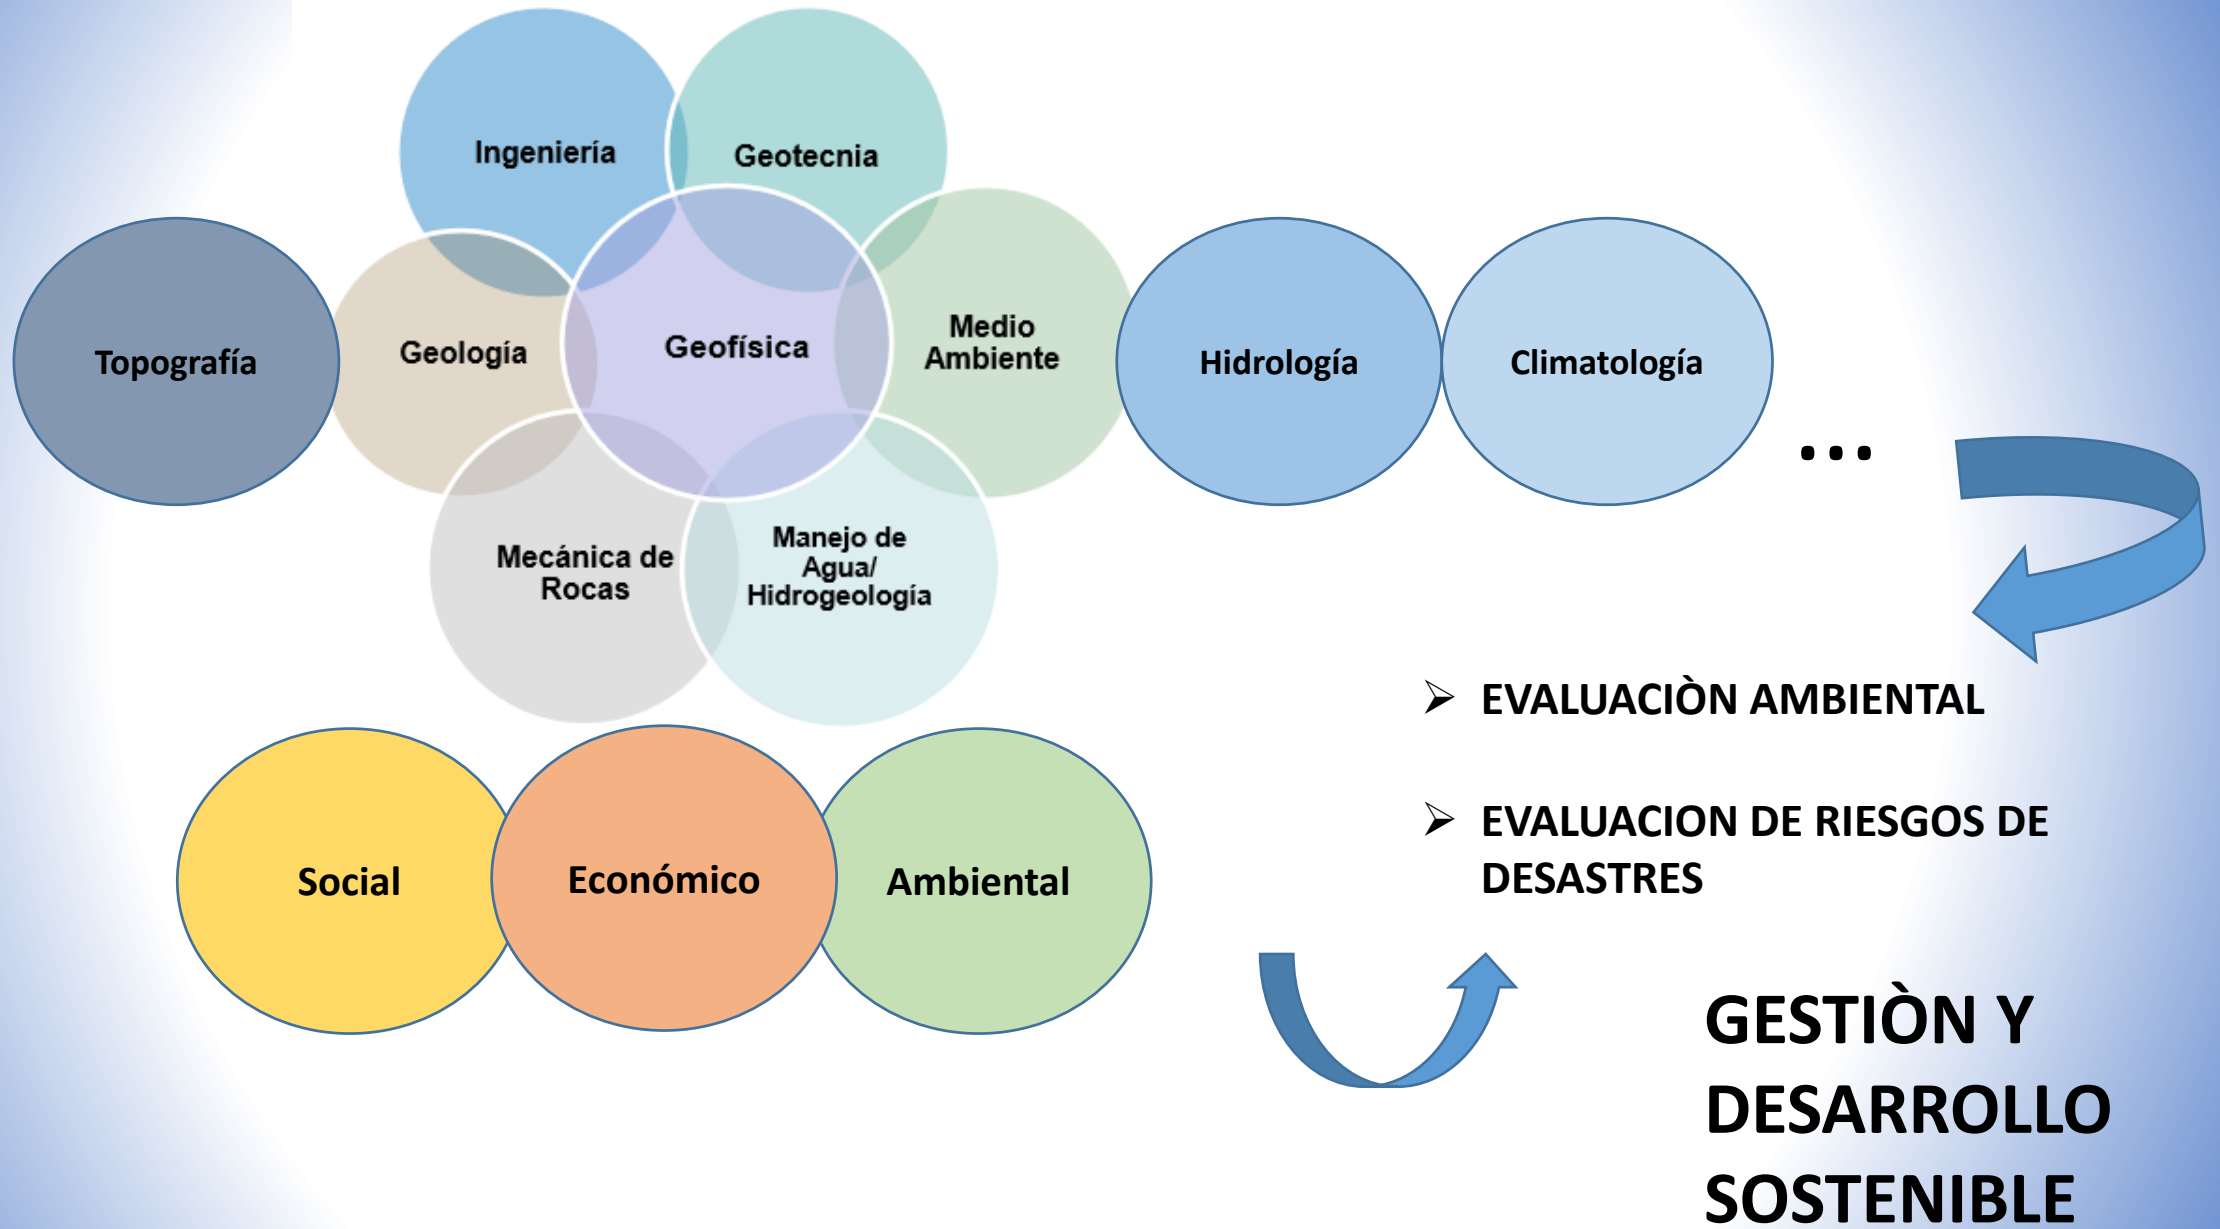 Ingeniería
Geotecnia
Topografía
Geología
Geofísica
Medio
Ambiente
Hidrología
Climatología
...
Mecánica de
Rocas
Manejo de
Agua/
Hidrogeología
Social
Económico
Ambiental
➢ EVALUACIÒN AMBIENTAL
➢ EVALUACION DE RIESGOS DE
DESASTRES
GESTIÒN Y
DESARROLLO
SOSTENIBLE